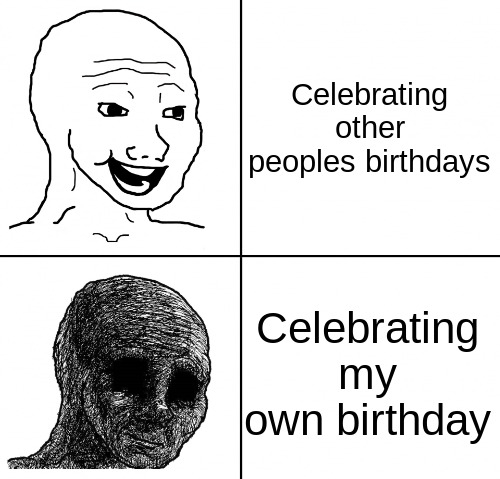 Celebrating
other
peoples birthdays
Celebrating
my
own birthday